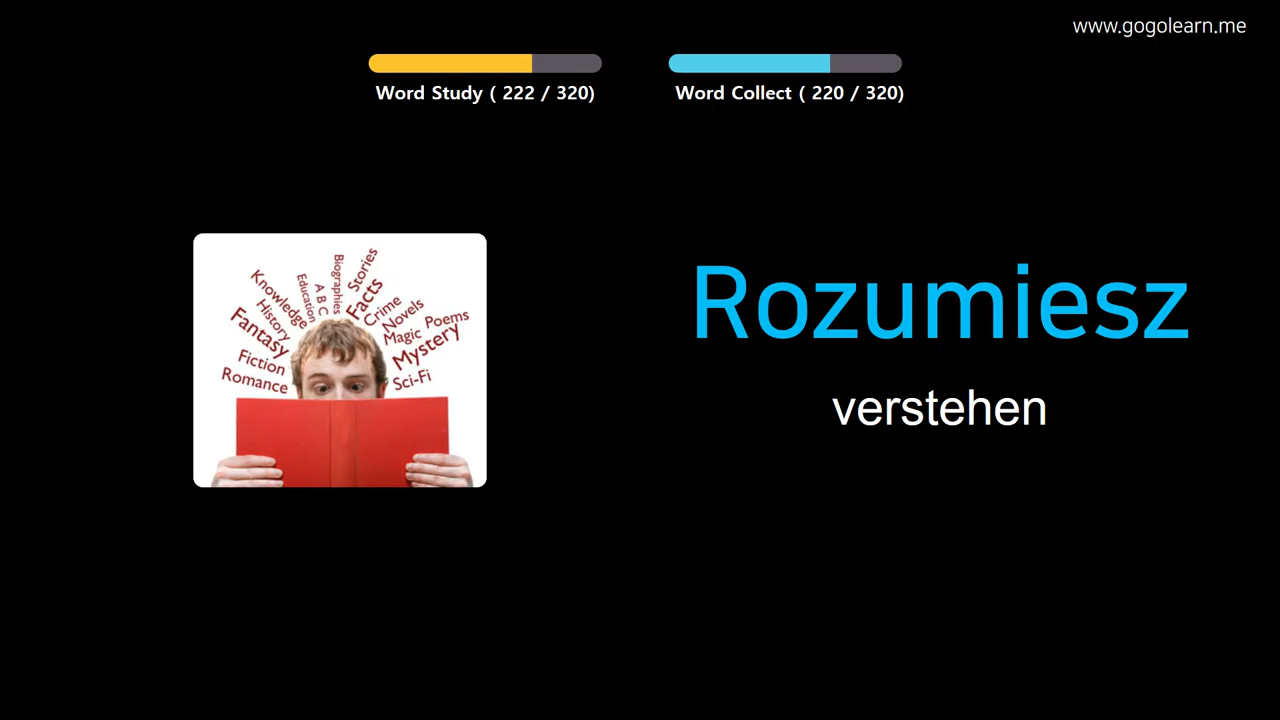 www.gogolearn.me
Word Study ( 222 / 320)
Word Collect ( 220 / 320)
Stories
Biographies
Facts
A B C
Education
Knowledge
Crime
History
Novels
Poems
Fantasy
Magic
Mystery
Fiction
Sci-Fi
Romance
Rozumiesz
verstehen